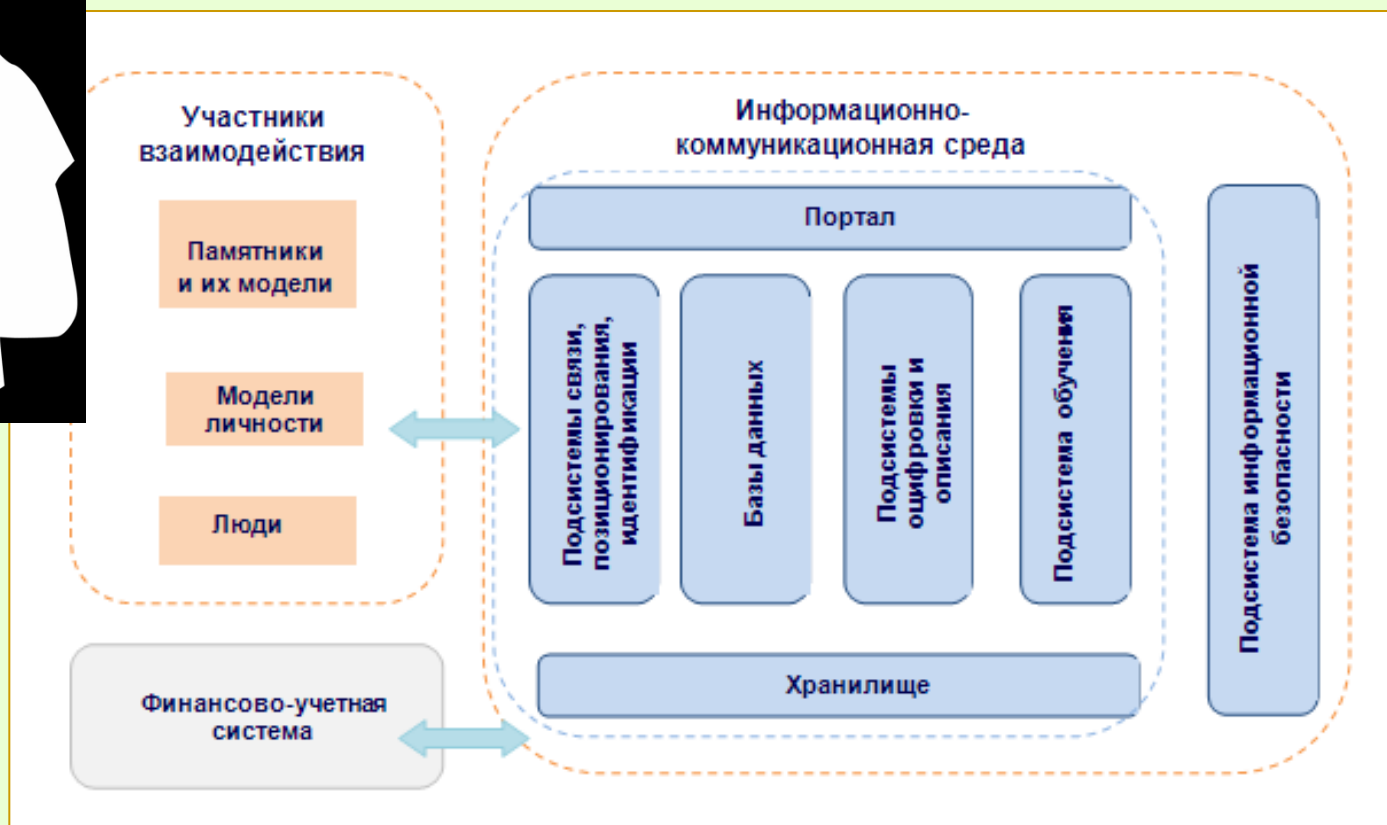 Участники
взаимодействия
Памятники
и их модели
Модели
личности
Люди
Финансово-учетная
система
Информационно-
коммуникационная среда
Портал
Подсистемы связи,
позиционирования,
идентификации
Базы данных
Подсистемы
оцифровки и
описания
Подсистема обучения
Хранилище
Подсистема информационной
безопасности